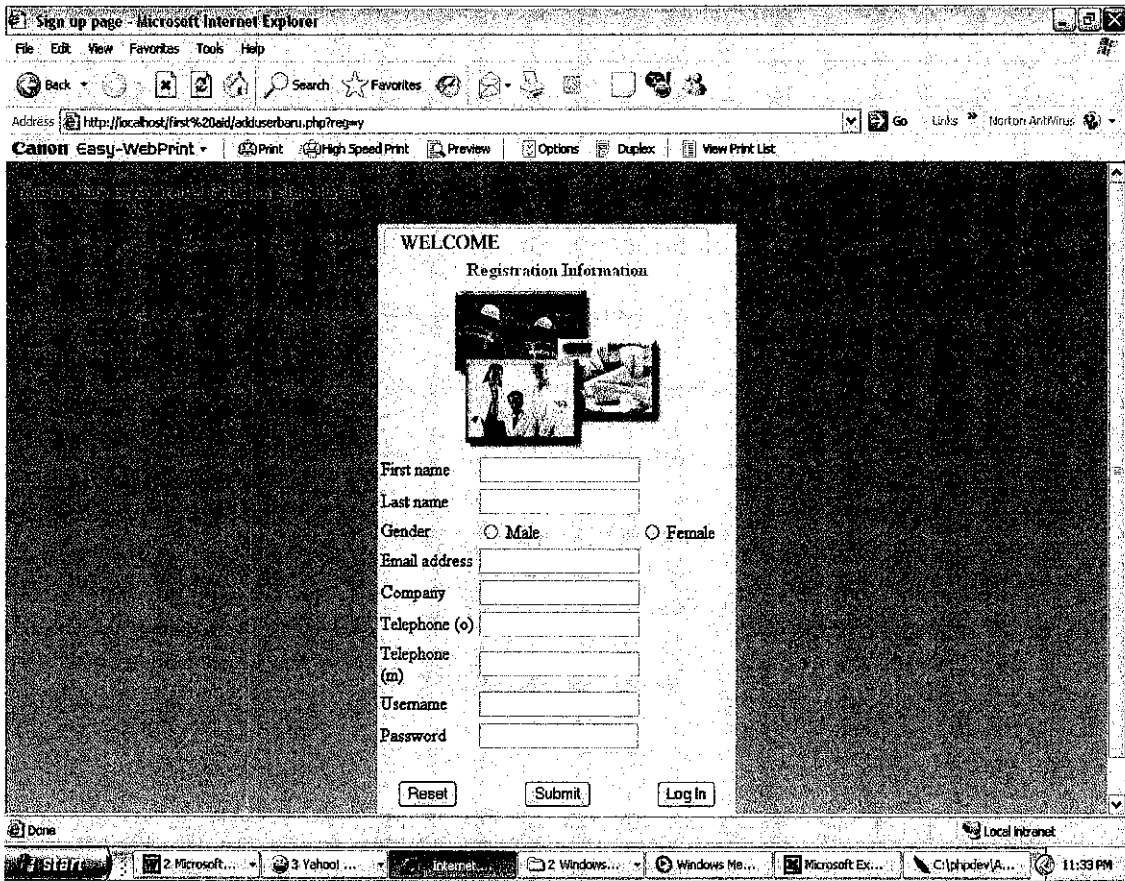 Sign up page - Microsoft Internet Explorer
File Edit View Favorites Tools Help
Back Search Favorites
Address http://localhost/first%20aid/adduserbaru.php?reg=y Go Links » Norton AntiVirus
Canon Easy-WebPrint Print High Speed Print Preview Options Duplex View Print List
WELCOME
Registration Information
First name
Last name
Gender Male Female
Email address
Company
Telephone (o)
Telephone
(m)
Username
Password
Reset Submit Log In
Done Local intranet
start 2 Microsoft... 3 Yahoo! ... Internet... 2 Windows... Windows Me... Microsoft Ex... C:\phpdev\A... 11:33 PM